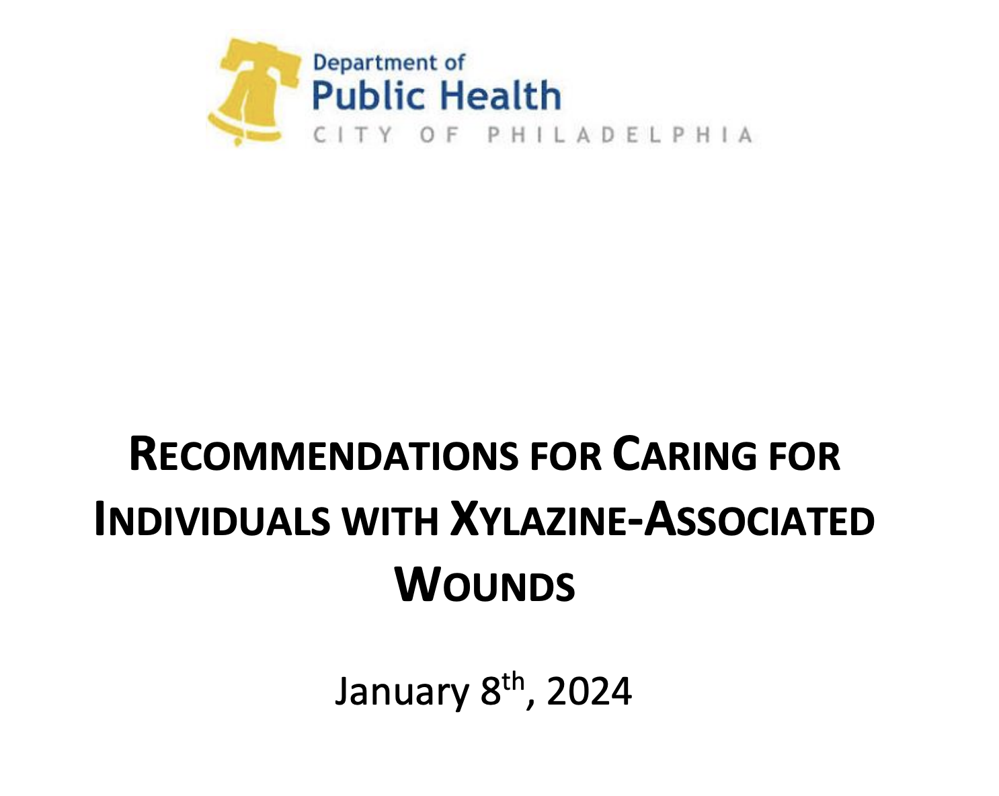 Department of
Public Health
CITY OF PHILADELPHIA
RECOMMENDATIONS FOR CARING FOR
INDIVIDUALS WITH XYLAZINE-ASSOCIATED
WOUNDS
January 8th, 2024